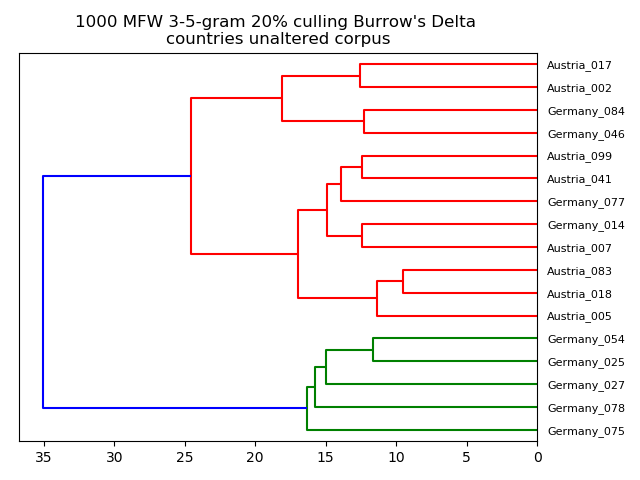 1000 MFW 3-5-gram 20% culling Burrow's Delta
countries unaltered corpus
Austria_017
Austria_002
Germany_084
Germany_046
Austria_099
Austria_041
Germany_077
Germany_014
Austria_007
Austria_083
Austria_018
Austria_005
Germany_054
Germany_025
Germany_027
Germany_078
Germany_075
35 30 25 20 15 10 5 0